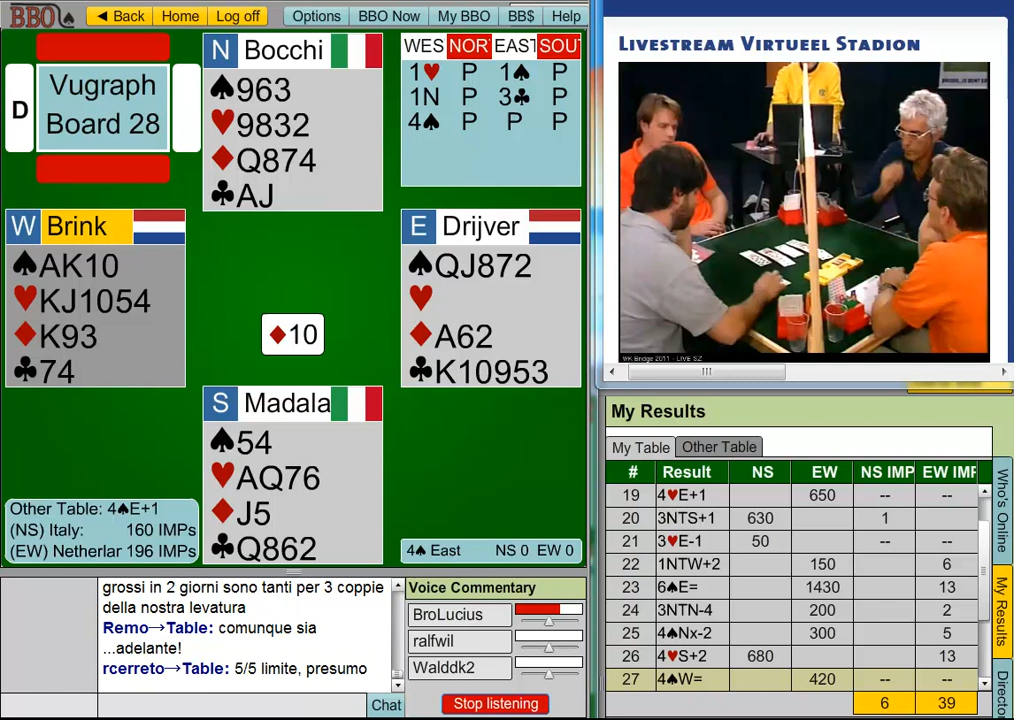 BBO
◄ Back Home Log off Options BBO Now My BBO BB$ Help
D
Vugraph
Board 28
N Bocchi
♠963
♥9832
♦Q874
♣AJ
WES NOR EAST SOU
1♥ P 1♠ P
1N P 3♣ P
4♠ P P P
W Brink
♠AK10
♥KJ1054
♦K93
♣74
♦10
E Drijver
♠QJ872
♥
♦A62
♣K10953
S Madala
♠54
♥AQ76
♦J5
♣Q862
Other Table: 4♠E+1
(NS) Italy: 160 IMPs
(EW) Netherlar 196 IMPs
4♠ East NS 0 EW 0
grossi in 2 giorni sono tanti per 3 coppie
della nostra levatura
Remo→Table: comunque sia
...adelante!
rcerreto→Table: 5/5 limite, presumo
Chat
Voice Commentary
BroLucius
ralfwil
Walddk2
Stop listening
Livestream Virtueel Stadion
WK Bridge 2011 - LIVE SZ
My Results
My Table Other Table
# Result NS EW NS IMP EW IMF
19 4♥E+1 650 -- --
20 3NTS+1 630 1
21 3♥E-1 50 -- --
22 1NTW+2 150 6
23 6♠E= 1430 13
24 3NTN-4 200 2
25 4♠Nx-2 300 5
26 4♥S+2 680 13
27 4♠W= 420 -- --
6 39
Who's Online
My Results
Director